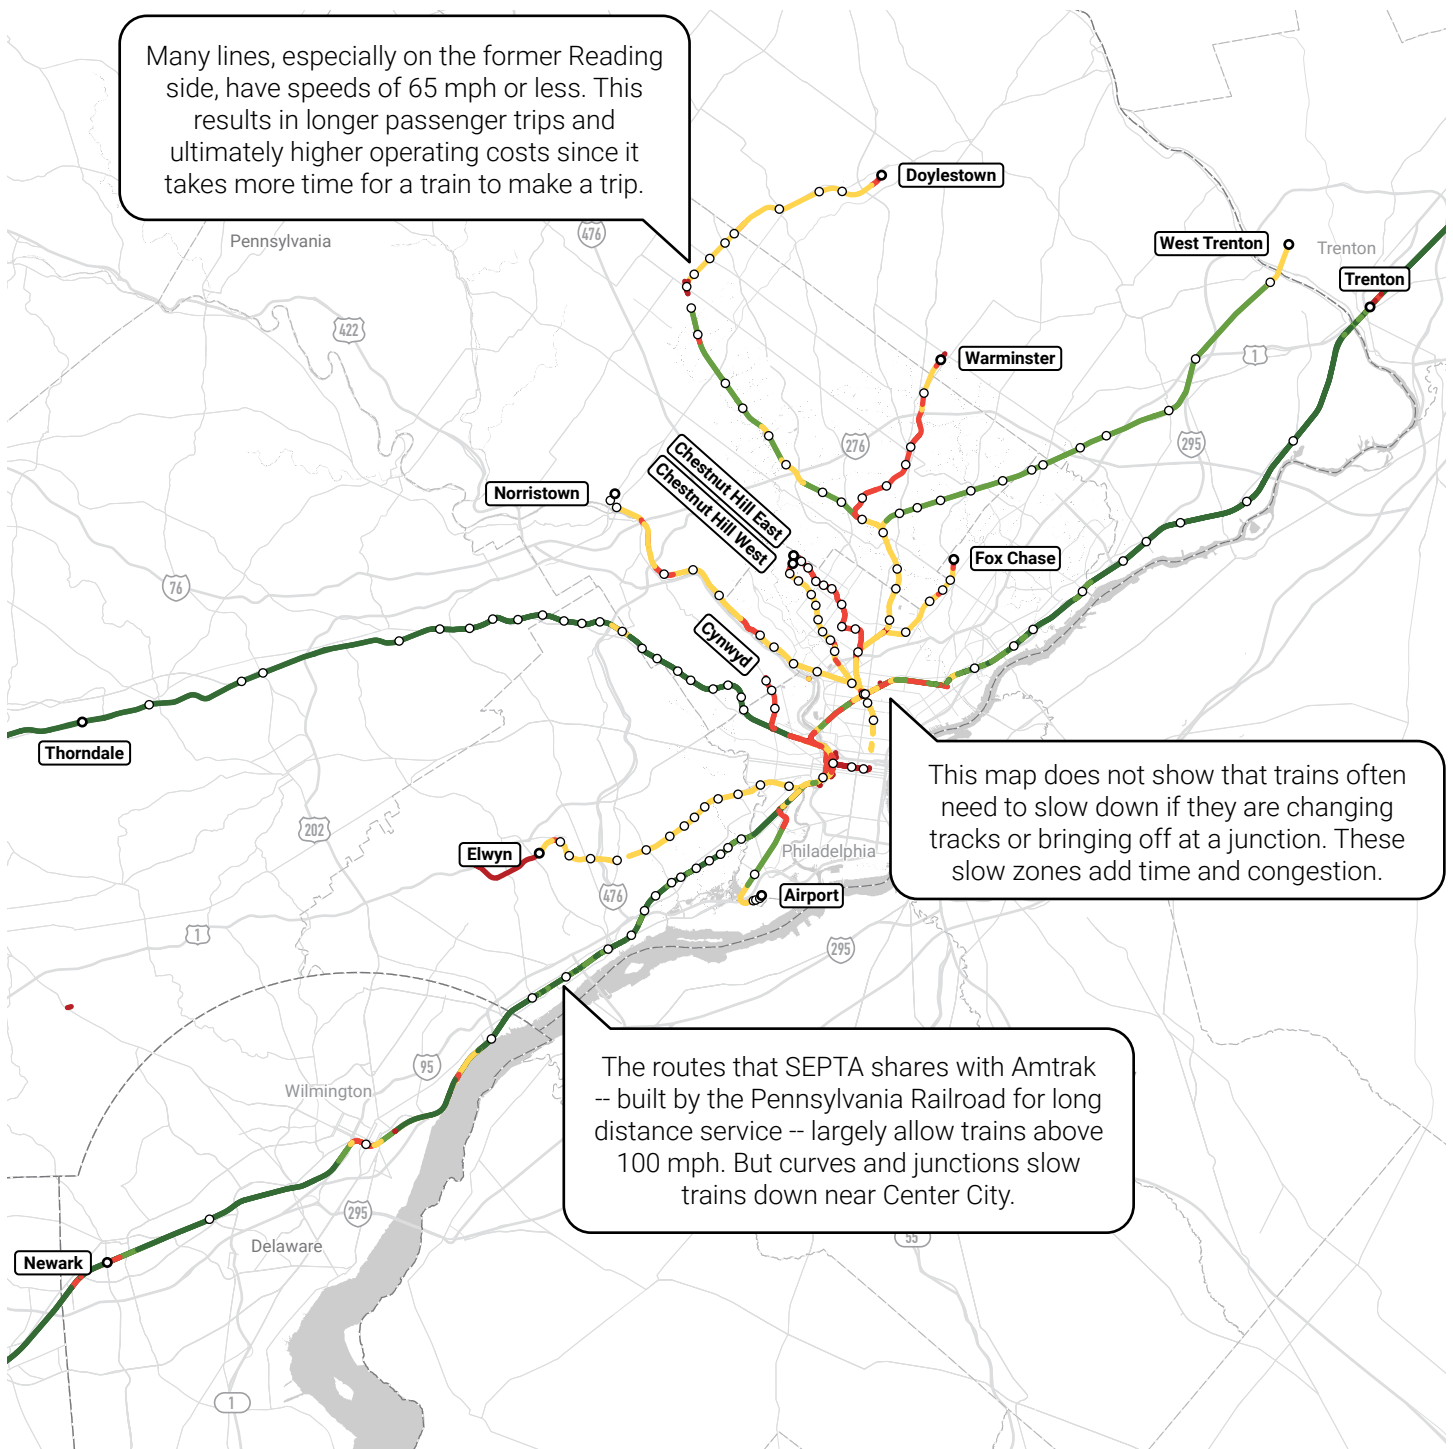 Many lines, especially on the former Reading
side, have speeds of 65 mph or less. This
results in longer passenger trips and
ultimately higher operating costs since it
takes more time for a train to make a trip.
Doylestown
Pennsylvania
476
West Trenton
Trenton
Trenton
422
1
Warminster
276
295
Chestnut Hill East
Chestnut Hill West
Norristown
Fox Chase
76
Cynwyd
Thorndale
This map does not show that trains often
need to slow down if they are changing
tracks or bringing off at a junction. These
slow zones add time and congestion.
202
Elwyn
Philadelphia
476
Airport
1
295
The routes that SEPTA shares with Amtrak
-- built by the Pennsylvania Railroad for long
distance service -- largely allow trains above
100 mph. But curves and junctions slow
trains down near Center City.
95
Wilmington
295
Delaware
55
Newark
1